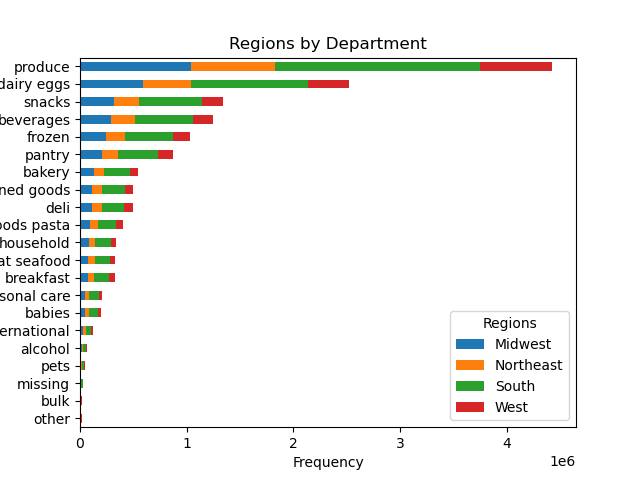 Regions by Department
produce
dairy eggs
snacks
beverages
frozen
pantry
bakery
ned goods
deli
ods pasta
household
at seafood
breakfast
sonal care
babies
ernational
alcohol
pets
missing
bulk
other
0 1 2 3 4
1e6
Frequency
Regions
Midwest
Northeast
South
West